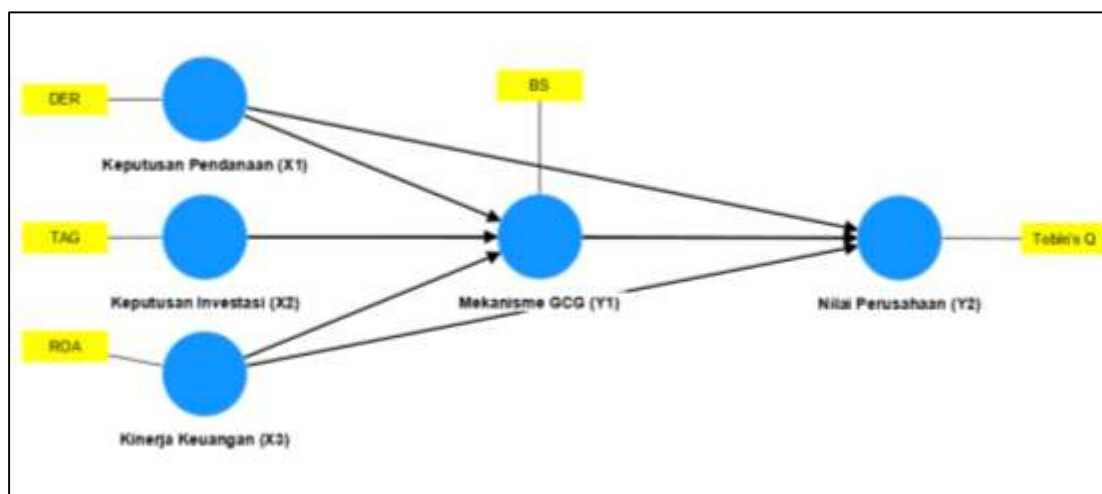 DER
BS
Keputusan Pendanaan (X1)
TAG
Tobin's Q
Keputusan Investasi (X2)
Mekanisme GCG (Y1)
Nilai Perusahaan (Y2)
ROA
Kinerja Keuangan (X3)